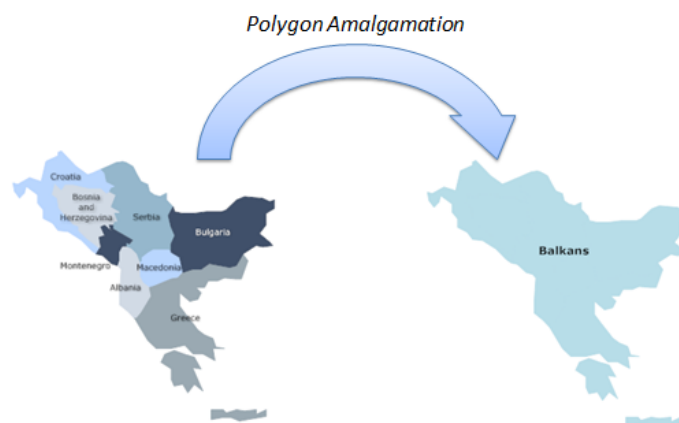 Polygon Amalgamation
Croatia
Bosnia
and
Herzegovina
Serbia
Bulgaria
Montenegro
Macedonia
Albania
Greece
Balkans